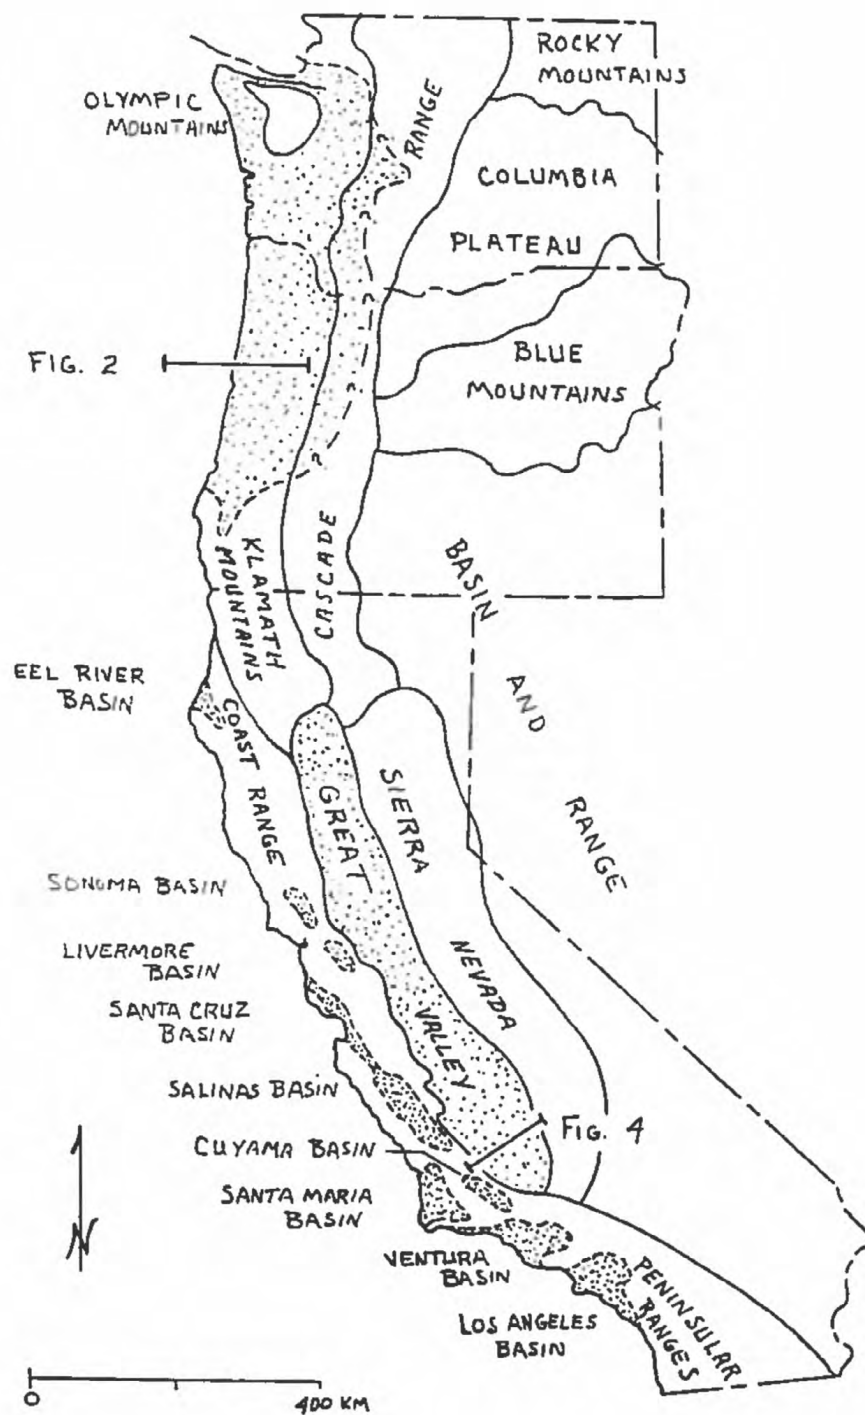 ROCKY
MOUNTAINS
OLYMPIC
MOUNTAINS
RANGE
?
COLUMBIA
PLATEAU
FIG. 2
BLUE
MOUNTAINS
?
?
KLAMATH
MOUNTAINS
CASCADE
BASIN
AND
RANGE
EEL RIVER
BASIN
COAST RANGE
GREAT
VALLEY
SIERRA
NEVADA
SONOMA BASIN
LIVERMORE
BASIN
SANTA CRUZ
BASIN
SALINAS BASIN
FIG. 4
CUYAMA BASIN
SANTA MARIA
BASIN
N
VENTURA
BASIN
LOS ANGELES
BASIN
PENINSULAR
RANGES
0
400 KM